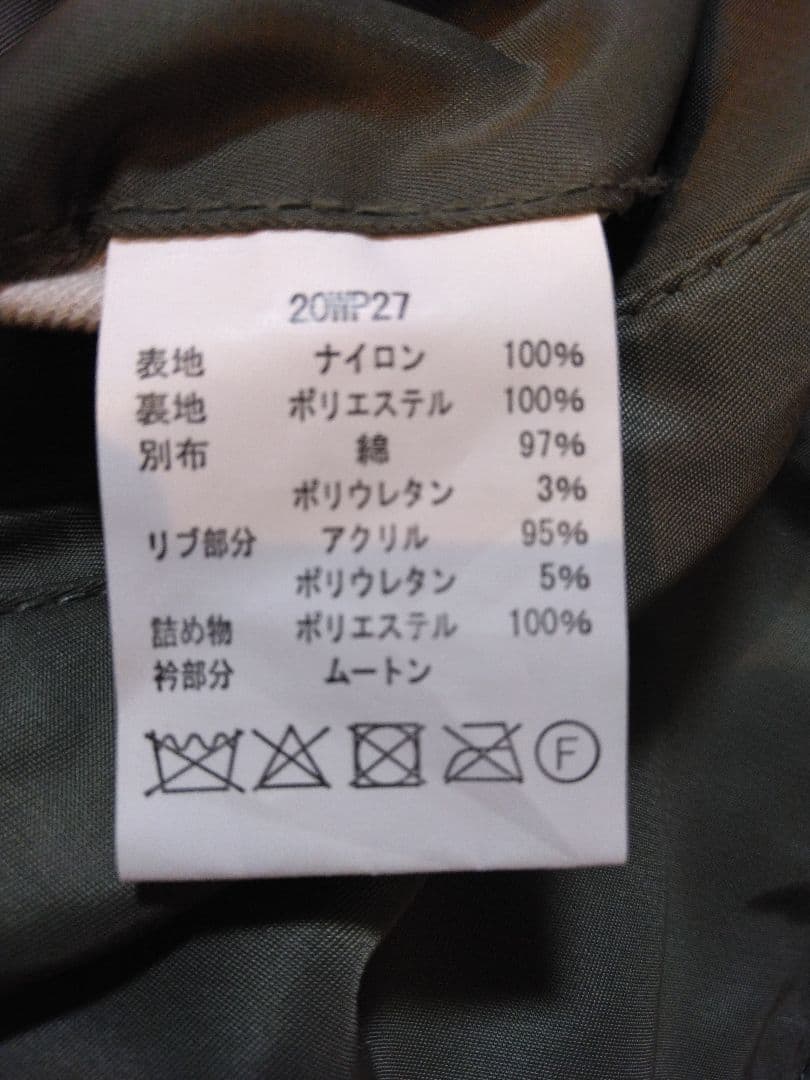 20WP27
表地 ナイロン 100%
裏地 ポリエステル 100%
別布 綿 97%
ポリウレタン 3%
リブ部分 アクリル 95%
ポリウレタン 5%
詰め物 ポリエステル 100%
衿部分 ムートン
F